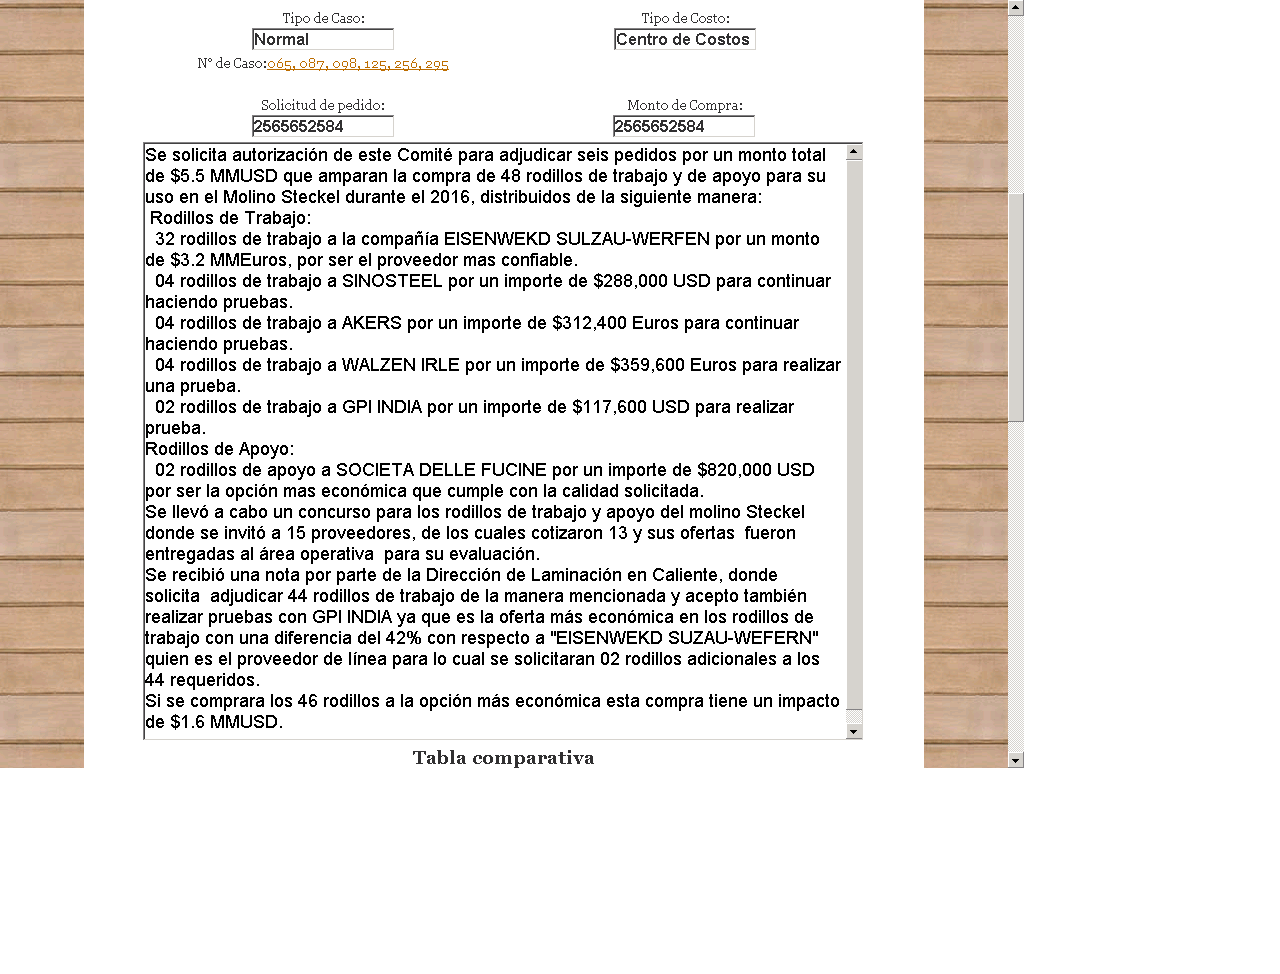 Tipo de Caso: Tipo de Costo:
Normal Centro de Costos
N° de Caso:065, 087, 098, 125, 256, 295
Solicitud de pedido: Monto de Compra:
2565652584 2565652584
Se solicita autorización de este Comité para adjudicar seis pedidos por un monto total
de $5.5 MMUSD que amparan la compra de 48 rodillos de trabajo y de apoyo para su
uso en el Molino Steckel durante el 2016, distribuidos de la siguiente manera:
Rodillos de Trabajo:
32 rodillos de trabajo a la compañía EISENWEKD SULZAU-WERFEN por un monto
de $3.2 MMEuros, por ser el proveedor mas confiable.
04 rodillos de trabajo a SINOSTEEL por un importe de $288,000 USD para continuar
haciendo pruebas.
04 rodillos de trabajo a AKERS por un importe de $312,400 Euros para continuar
haciendo pruebas.
04 rodillos de trabajo a WALZEN IRLE por un importe de $359,600 Euros para realizar
una prueba.
02 rodillos de trabajo a GPI INDIA por un importe de $117,600 USD para realizar
prueba.
Rodillos de Apoyo:
02 rodillos de apoyo a SOCIETA DELLE FUCINE por un importe de $820,000 USD
por ser la opción mas económica que cumple con la calidad solicitada.
Se llevó a cabo un concurso para los rodillos de trabajo y apoyo del molino Steckel
donde se invitó a 15 proveedores, de los cuales cotizaron 13 y sus ofertas  fueron
entregadas al área operativa  para su evaluación.
Se recibió una nota por parte de la Dirección de Laminación en Caliente, donde
solicita  adjudicar 44 rodillos de trabajo de la manera mencionada y acepto también
realizar pruebas con GPI INDIA ya que es la oferta más económica en los rodillos de
trabajo con una diferencia del 42% con respecto a "EISENWEKD SUZAU-WEFERN"
quien es el proveedor de línea para lo cual se solicitaran 02 rodillos adicionales a los
44 requeridos.
Si se comprara los 46 rodillos a la opción más económica esta compra tiene un impacto
de $1.6 MMUSD.
Tabla comparativa